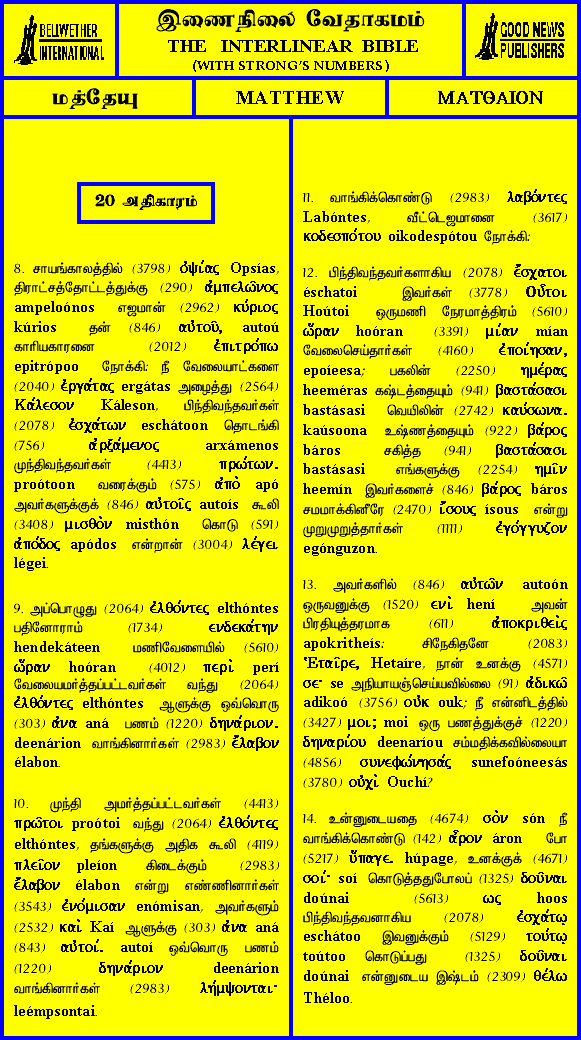 BELLWETHER
INTERNATIONAL
இணைநிலை வேதாகமம்
THE INTERLINEAR BIBLE
(WITH STRONG'S NUMBERS)
GOOD NEWS
PUBLISHERS
மத்தேயு
MATTHEW
ΜΑΤΘΑΙΟΝ
20 அதிகாரம்
8. சாயங்காலத்தில் (3798) ὀψίας Opsías,
திராட்சத்தோட்டத்துக்கு (290) ἀμπελῶνος
ampeloónos எஜமான் (2962) κύριος
kúrios தன் (846) αὐτοῦ, autoú
காரியகாரனை (2012) ἐπιτρόπω
epitrópoo நோக்கி: நீ வேலையாட்களை
(2040) ἐργάτας ergátas அழைத்து (2564)
Κάλεσον Káleson, பிந்திவந்தவர்கள்
(2078) ἐσχάτων eschátoon தொடங்கி
(756) ἀρξάμενος arxámenos
முந்திவந்தவர்கள் (4413) πρώτων.
proótoon வரைக்கும் (575) ἀπὸ apó
அவர்களுக்குக் (846) αὐτοῖς autois கூலி
(3408) μισθὸν misthón கொடு (591)
ἀπόδος apódos என்றான் (3004) λέγει
légei.
9. அப்பொழுது (2064) ἐλθόντες elthóntes
பதினோராம் (1734) ενδεκάτην
hendekáteen மணிவேளையில் (5610)
ὥραν hoóran (4012) περὶ perí
வேலையமர்த்தப்பட்டவர்கள் வந்து (2064)
ἐλθόντες elthóntes ஆளுக்கு ஒவ்வொரு
(303) ἀνα aná பணம் (1220) δηνάριον.
deenárion வாங்கினார்கள் (2983) ἔλαβον
élabon.
10. முந்தி அமர்த்தப்பட்டவர்கள் (4413)
πρῶτοι proótoi வந்து (2064) ἐλθόντες
elthóntes, தங்களுக்கு அதிக கூலி (4119)
πλεῖον pleíon கிடைக்கும் (2983)
ἔλαβον élabon என்று எண்ணினார்கள்
(3543) ἐνόμισαν enómisan, அவர்களும்
(2532) καὶ Kaí ஆளுக்கு (303) ἀνα aná
(843) αὐτοί. autoí ஒவ்வொரு பணம்
(1220) δηνάριον deenárion
வாங்கினார்கள் (2983) λήμψονται·
leémpsontai.
11. வாங்கிக்கொண்டு (2983) λαβόντες
Labóntes, வீட்டெஜமானை (3617)
κοδεσπότου oikodespótou நோக்கி:
12. பிந்திவந்தவர்களாகிய (2078) ἔσχατοι
éschatoi இவர்கள் (3778) Οὗτοι
Hoútoi ஒருமணி நேரமாத்திரம் (5610)
ὥραν hoóran (3391) μίαν mían
வேலைசெய்தார்கள் (4160) ἐποίησαν,
epoíeesa; பகலின் (2250) ημέρας
heeméras கஷ்டத்தையும் (941) βαστάσασι
bastásasi வெயிலின் (2742) καύσωνα.
kaúsoona உஷ்ணத்தையும் (922) βάρος
báros சகித்த (941) βαστάσασι
bastásasi எங்களுக்கு (2254) ημῖν
heemín இவர்களைச் (846) βάρος báros
சமமாக்கினீரே (2470) ἴσους ísous என்று
முறுமுறுத்தார்கள் (1111) ἐγόγγυζον
egónguzon.
13. அவர்களில் (846) αὐτῶν autoón
ஒருவனுக்கு (1520) ενὶ hení அவன்
பிரதியுத்தரமாக (611) ἀποκριθεὶς
apokritheís: சிநேகிதனே (2083)
Ἑταῖρε, Hetaíre, நான் உனக்கு (4571)
σε· se அநியாயஞ்செய்யவில்லை (91) ἀδικῶ
adikoó (3756) οὐκ ouk; நீ என்னிடத்தில்
(3427) μοι; moi ஒரு பணத்துக்குச் (1220)
δηναρίου deenaríou சம்மதிக்கவில்லையா
(4856) συνεφώνησάς sunefoóneesás
(3780) οὐχὶ Ouchí?
14. உன்னுடையதை (4674) σὸν són நீ
வாங்கிக்கொண்டு (142) ἆρον áron போ
(5217) ὕπαγε. húpage, உனக்குக் (4671)
σοί· soí கொடுத்ததுபோலப் (1325) δοῦναι
doúnai (5613) ως hoos
பிந்திவந்தவனாகிய (2078) ἐσχάτῳ
eschátoo இவனுக்கும் (5129) τούτῳ
toútoo கொடுப்பது (1325) δοῦναι
doúnai என்னுடைய இஷ்டம் (2309) θέλω
Théloo.